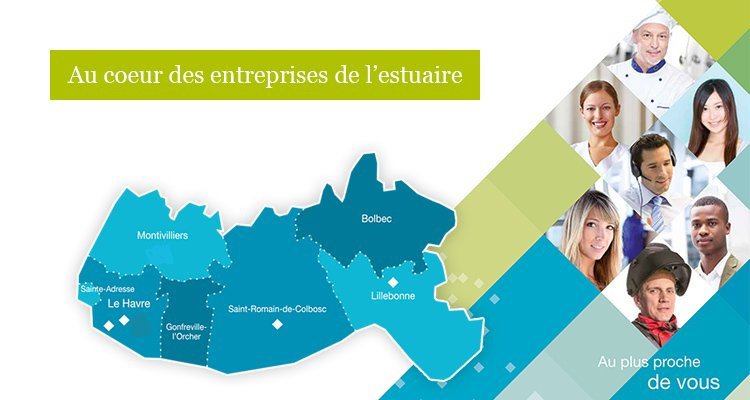 Au coeur des entreprises de l'estuaire
Bolbec
Montivilliers
Sainte-Adresse
Le Havre
Lillebonne
Saint-Romain-de-Colbosc
Gonfreville-
l'Orcher
Au plus proche
de vous